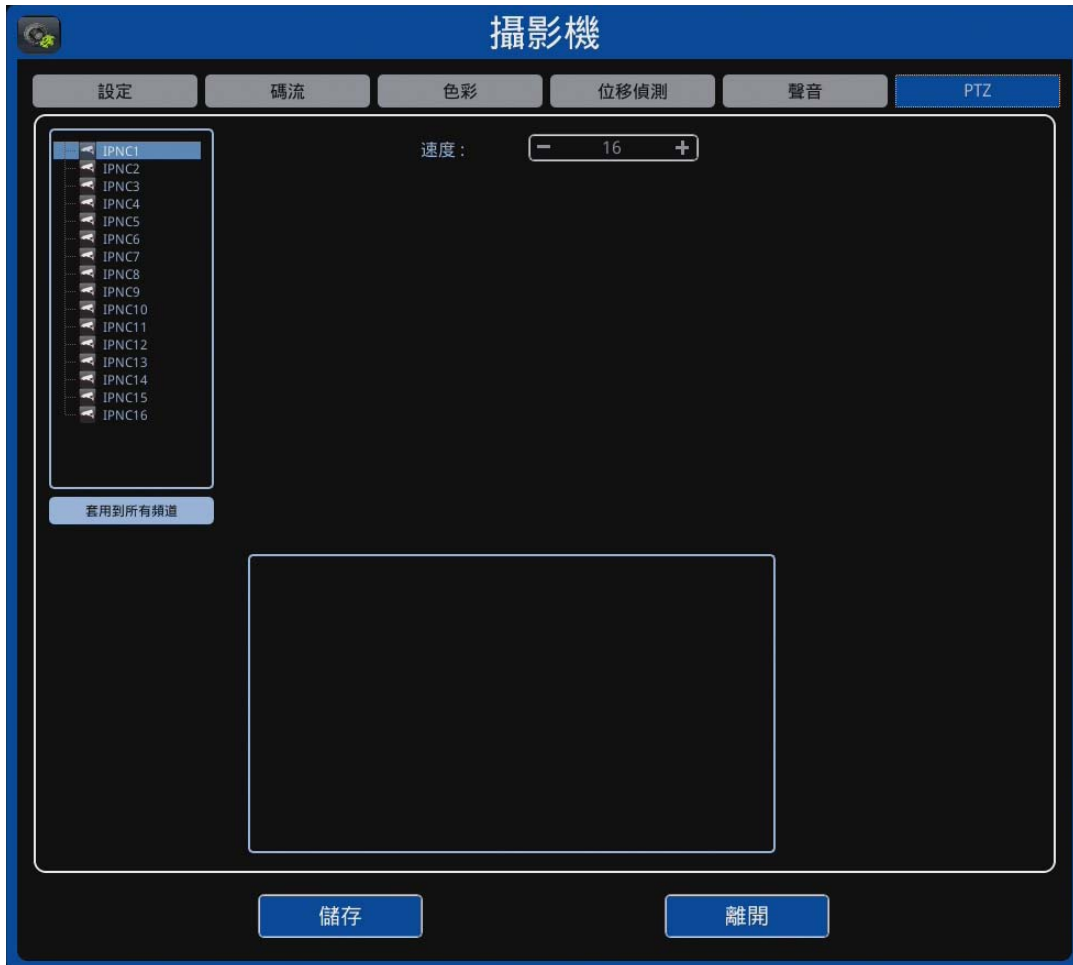 攝影機
設定 碼流 色彩 位移偵測 聲音 PTZ
速度 : － 16 +
IPNC1
IPNC2
IPNC3
IPNC4
IPNC5
IPNC6
IPNC7
IPNC8
IPNC9
IPNC10
IPNC11
IPNC12
IPNC13
IPNC14
IPNC15
IPNC16
套用到所有頻道
儲存 離開